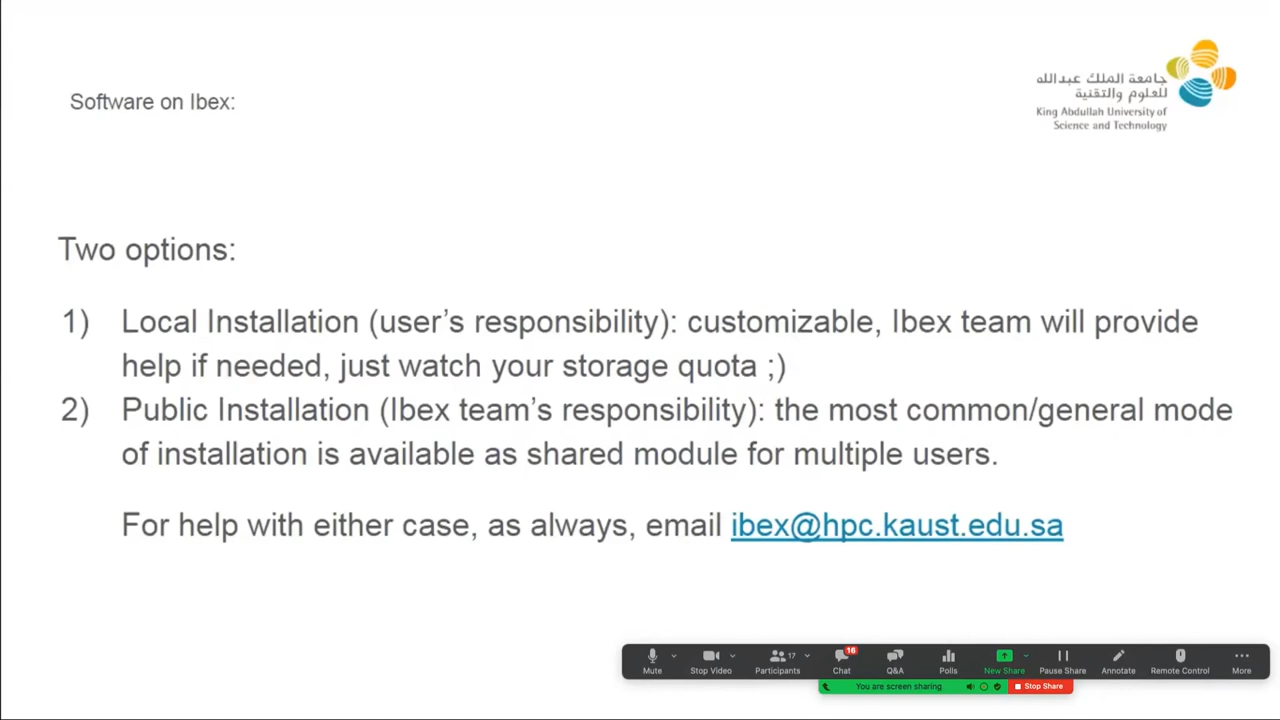 جامعة الملك عبدالله
للعلوم والتقنية
King Abdullah University of
Science and Technology
Software on Ibex:
Two options:
1) Local Installation (user's responsibility): customizable, Ibex team will provide
help if needed, just watch your storage quota ;)
2) Public Installation (Ibex team's responsibility): the most common/general mode
of installation is available as shared module for multiple users.
For help with either case, as always, email ibex@hpc.kaust.edu.sa
17
16
Mute
Stop Video
Participants
Chat
Q&A
Polls
New Share
Pause Share
Annotate
Remote Control
More
You are screen sharing
Stop Share